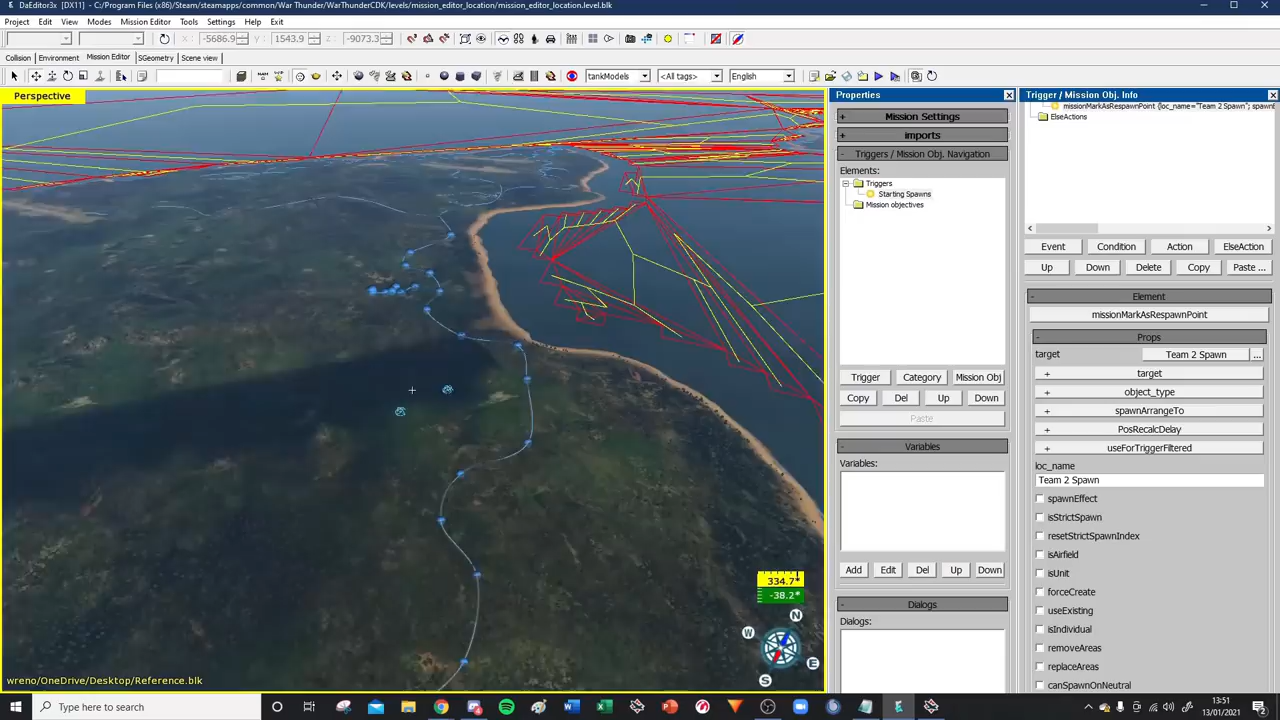 DaEditor3x [DX11] - C:/Program Files (x86)/Steam/steamapps/common/War Thunder/WarThunderCDK/levels/mission_editor_location/mission_editor_location.level.blk
Project Edit View Modes Mission Editor Tools Settings Help Exit
X: -5686.9 Y: 1543.9 Z: -9073.3
Collision Environment Mission Editor SGeometry Scene view
tankModels <All tags> English
Perspective
Properties
Mission Settings
imports
Triggers / Mission Obj. Navigation
Elements:
Triggers
Starting Spawns
Mission objectives
Trigger Category Mission Obj
Copy Del Up Down
Paste
Variables
Variables:
Add Edit Del Up Down
Dialogs
Dialogs:
Trigger / Mission Obj. Info
missionMarkAsRespawnPoint {loc_name="Team 2 Spawn"; spawnE
ElseActions
Event Condition Action ElseAction
Up Down Delete Copy Paste ...
Element
missionMarkAsRespawnPoint
Props
target Team 2 Spawn ...
target
object_type
spawnArrangeTo
PosRecalcDelay
useForTriggerFiltered
loc_name
Team 2 Spawn
spawnEffect
isStrictSpawn
resetStrictSpawnIndex
isAirfield
isUnit
forceCreate
useExisting
isIndividual
removeAreas
replaceAreas
canSpawnOnNeutral
334.7°
-38.2°
N
W
E
S
wreno/OneDrive/Desktop/Reference.blk
Type here to search
13:51
13/01/2021